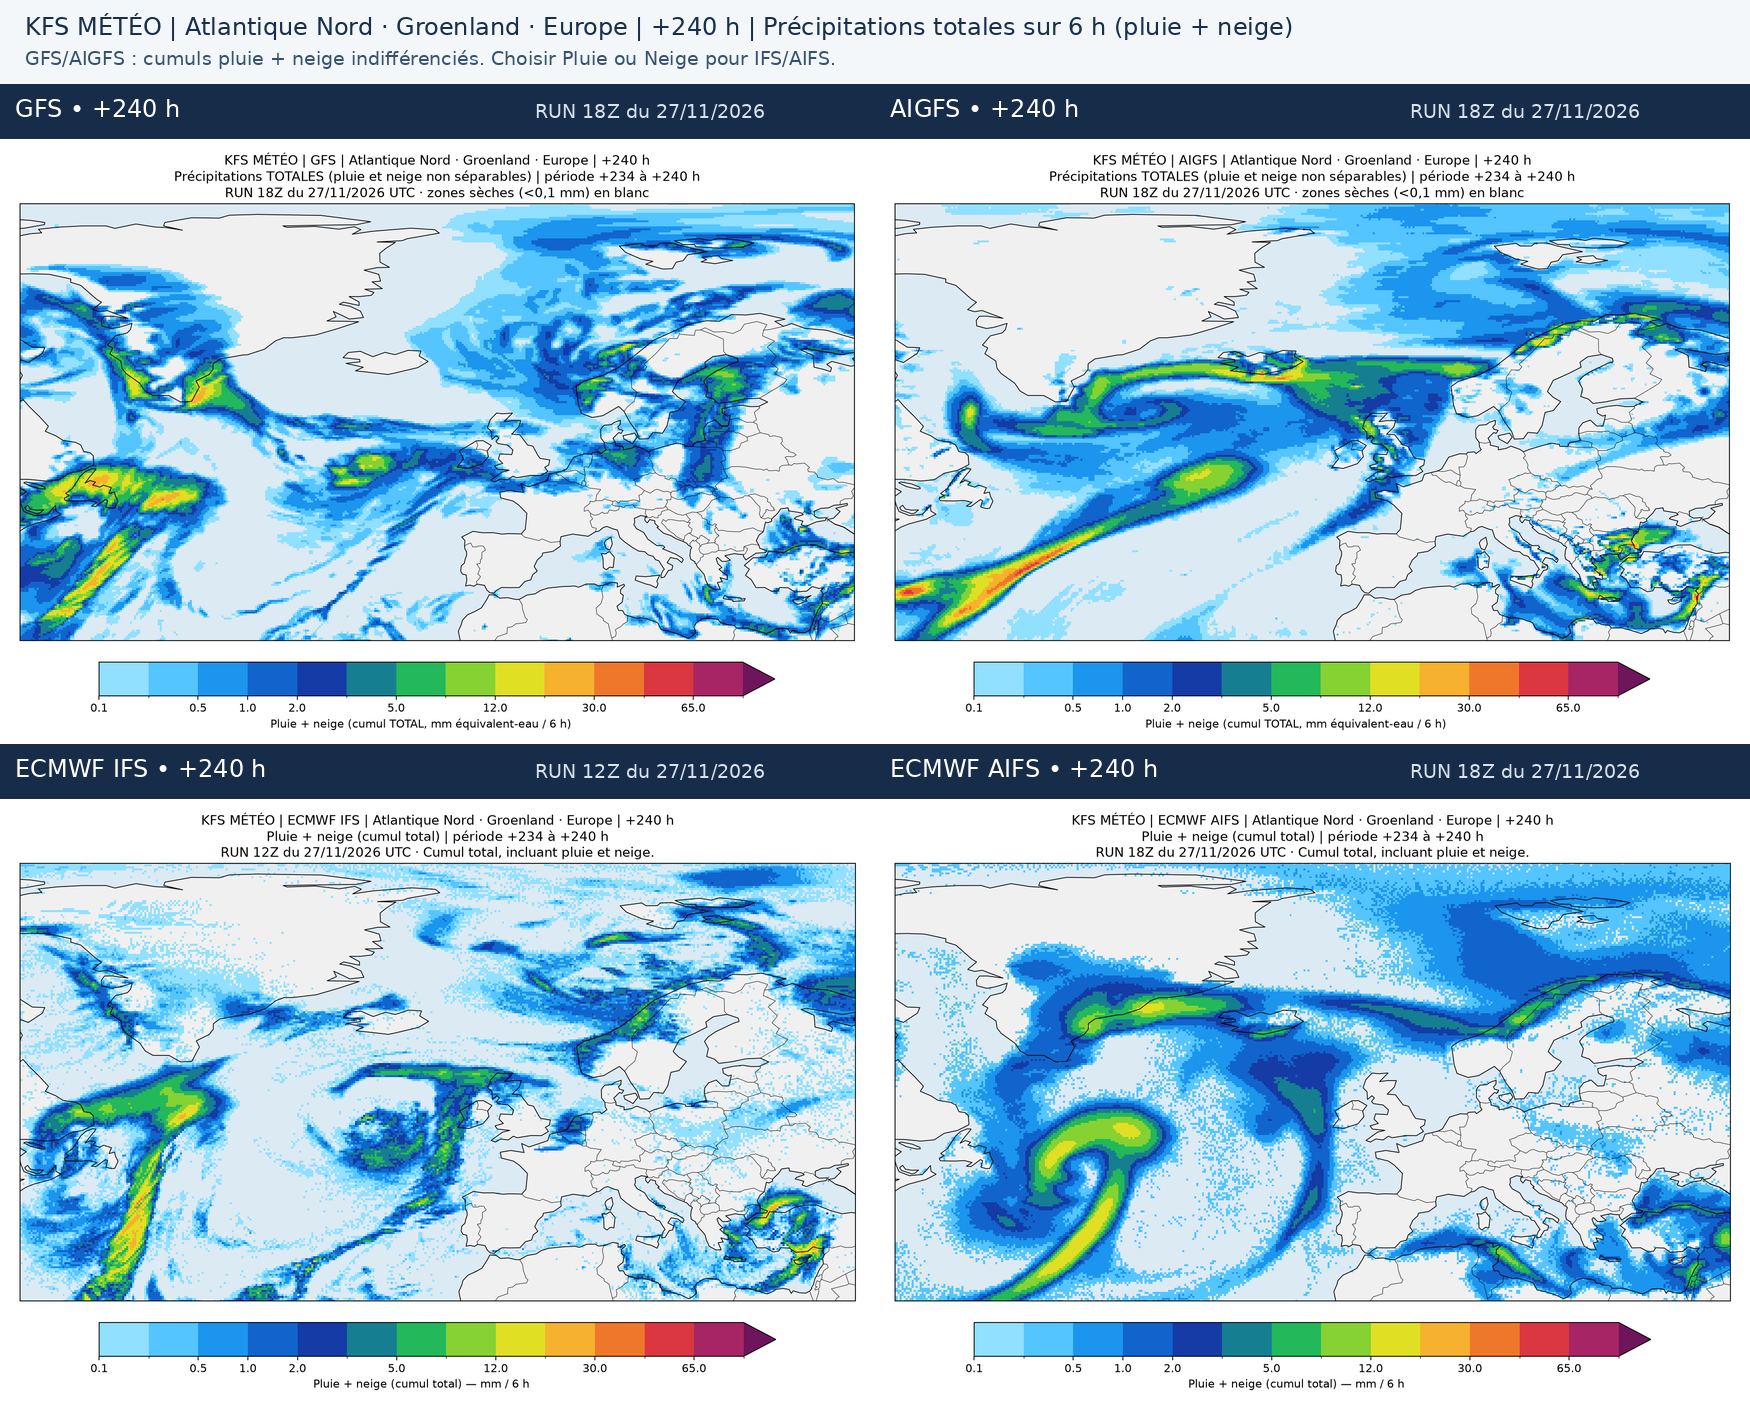 KFS MÉTÉO | Atlantique Nord · Groenland · Europe | +240 h | Précipitations totales sur 6 h (pluie + neige)
GFS/AIGFS : cumuls pluie + neige indifférenciés. Choisir Pluie ou Neige pour IFS/AIFS.
GFS • +240 h RUN 18Z du 27/11/2026
KFS MÉTÉO | GFS | Atlantique Nord · Groenland · Europe | +240 h
Précipitations TOTALES (pluie et neige non séparables) | période +234 à +240 h
RUN 18Z du 27/11/2026 UTC · zones sèches (<0,1 mm) en blanc
0.1 0.5 1.0 2.0 5.0 12.0 30.0 65.0
Pluie + neige (cumul TOTAL, mm équivalent-eau / 6 h)
AIGFS • +240 h RUN 18Z du 27/11/2026
KFS MÉTÉO | AIGFS | Atlantique Nord · Groenland · Europe | +240 h
Précipitations TOTALES (pluie et neige non séparables) | période +234 à +240 h
RUN 18Z du 27/11/2026 UTC · zones sèches (<0,1 mm) en blanc
0.1 0.5 1.0 2.0 5.0 12.0 30.0 65.0
Pluie + neige (cumul TOTAL, mm équivalent-eau / 6 h)
ECMWF IFS • +240 h RUN 12Z du 27/11/2026
KFS MÉTÉO | ECMWF IFS | Atlantique Nord · Groenland · Europe | +240 h
Pluie + neige (cumul total) | période +234 à +240 h
RUN 12Z du 27/11/2026 UTC · Cumul total, incluant pluie et neige.
0.1 0.5 1.0 2.0 5.0 12.0 30.0 65.0
Pluie + neige (cumul total) — mm / 6 h
ECMWF AIFS • +240 h RUN 18Z du 27/11/2026
KFS MÉTÉO | ECMWF AIFS | Atlantique Nord · Groenland · Europe | +240 h
Pluie + neige (cumul total) | période +234 à +240 h
RUN 18Z du 27/11/2026 UTC · Cumul total, incluant pluie et neige.
0.1 0.5 1.0 2.0 5.0 12.0 30.0 65.0
Pluie + neige (cumul total) — mm / 6 h